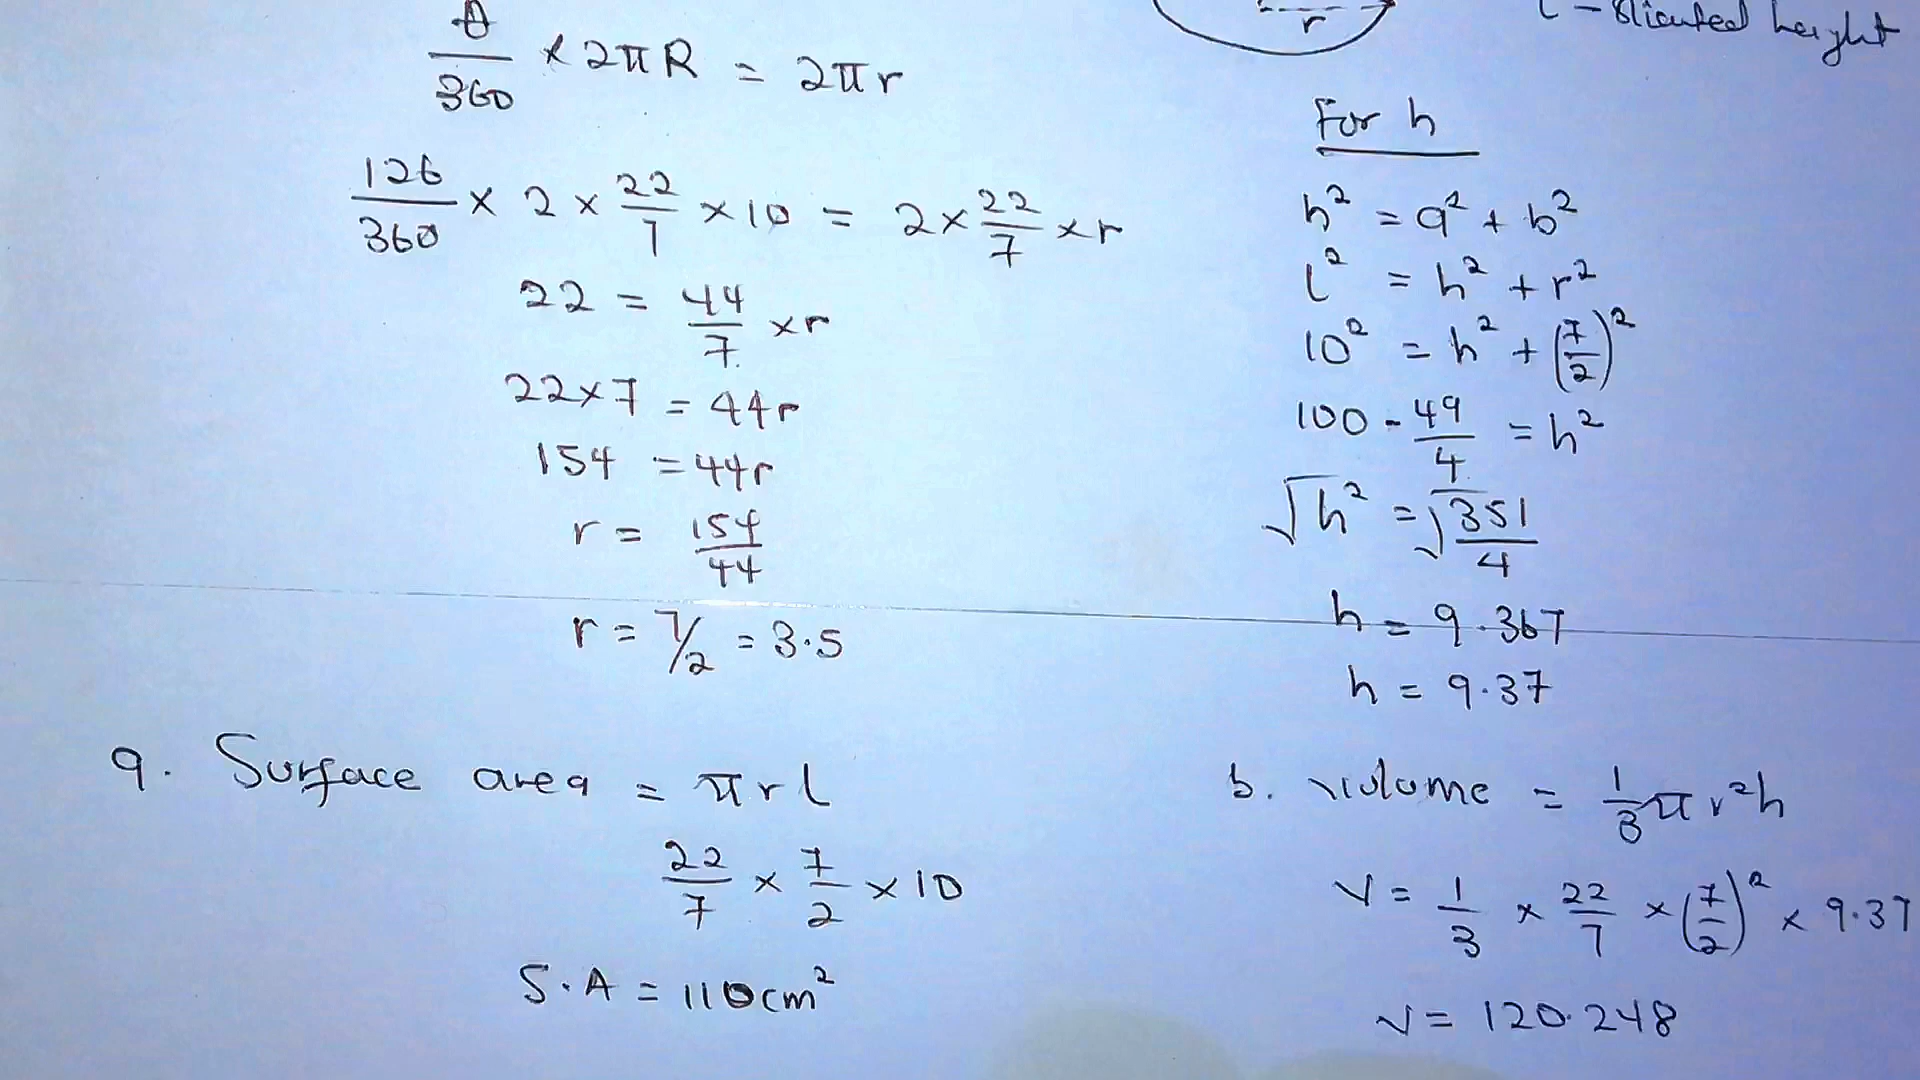 θ/360 × 2πR = 2πr
126/360 × 2 × 22/7 × 10 = 2 × 22/7 × r
22 = 44/7 × r
22×7 = 44r
154 = 44r
r = 154/44
r = 7/2 = 3.5
r
l - slanted height
For h
h² = a² + b²
l² = h² + r²
10² = h² + (7/2)²
100 - 49/4 = h²
√h² = √351/4
h = 9.367
h = 9.37
a. Surface area = πrl
22/7 × 7/2 × 10
S.A = 110cm²
b. Volume = 1/3πr²h
V = 1/3 × 22/7 × (7/2)² × 9.37
V = 120.248